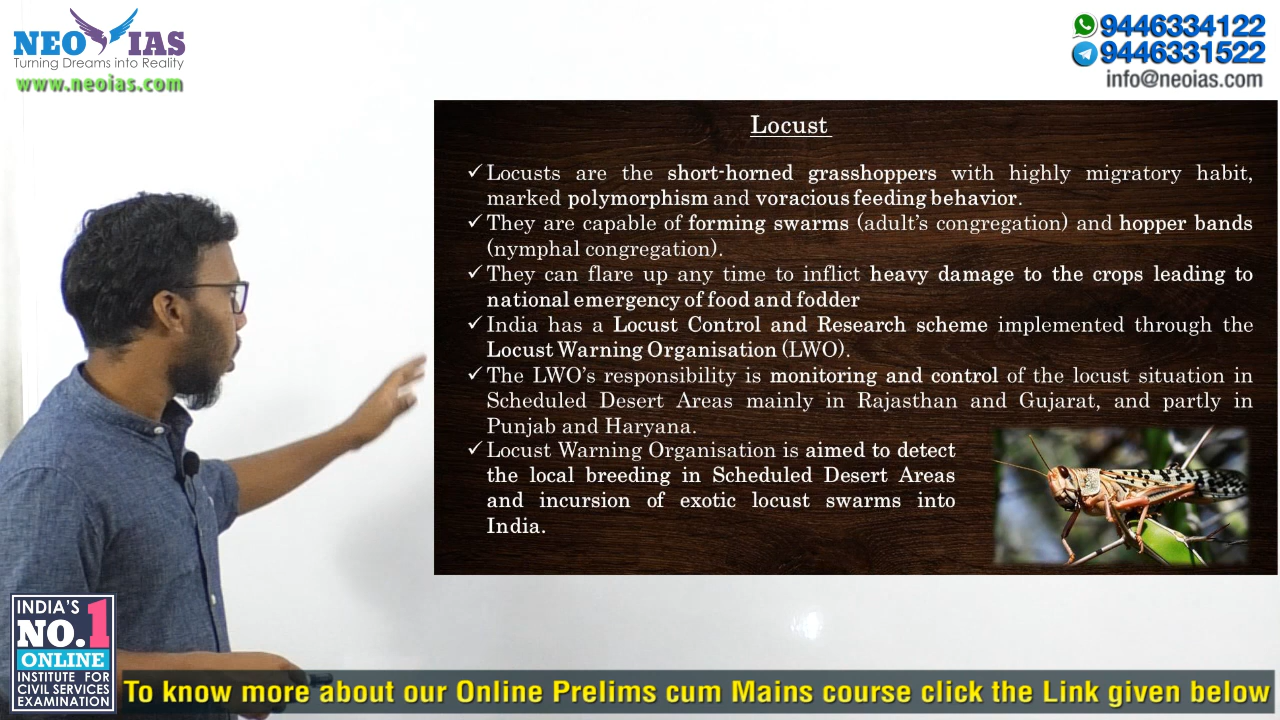 NEO IAS
Turning Dreams into Reality
www.neoias.com
9446334122
9446331522
info@neoias.com
Locust
✓Locusts are the short-horned grasshoppers with highly migratory habit,
marked polymorphism and voracious feeding behavior.
✓They are capable of forming swarms (adult's congregation) and hopper bands
(nymphal congregation).
✓They can flare up any time to inflict heavy damage to the crops leading to
national emergency of food and fodder
✓India has a Locust Control and Research scheme implemented through the
Locust Warning Organisation (LWO).
✓The LWO's responsibility is monitoring and control of the locust situation in
Scheduled Desert Areas mainly in Rajasthan and Gujarat, and partly in
Punjab and Haryana.
✓Locust Warning Organisation is aimed to detect
the local breeding in Scheduled Desert Areas
and incursion of exotic locust swarms into
India.
INDIA'S
NO.1
ONLINE
INSTITUTE FOR
CIVIL SERVICES
EXAMINATION
To know more about our Online Prelims cum Mains course click the Link given below